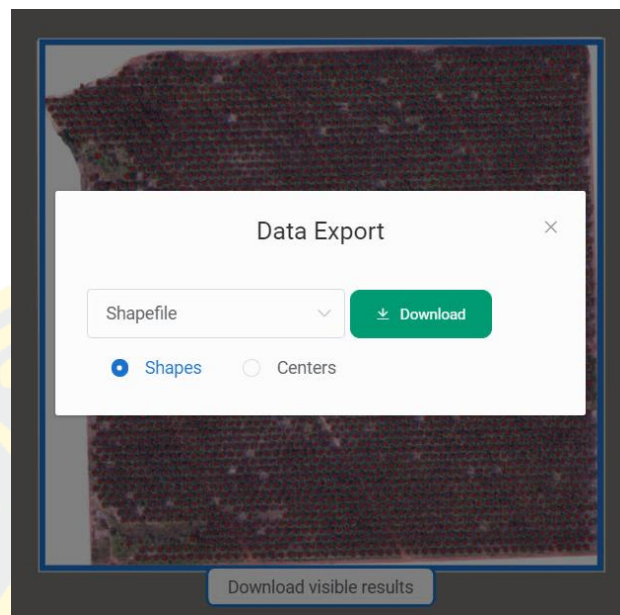 Data Export
Shapefile
Download
Shapes
Centers
Download visible results